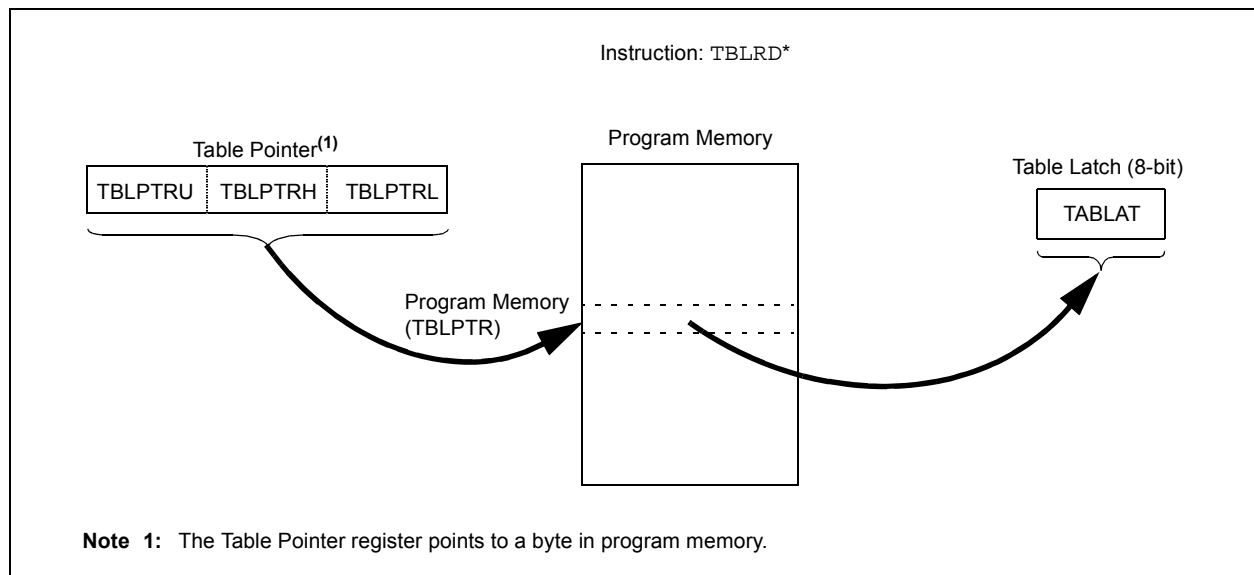 Instruction: TBLRD*
Table Pointer(1)
TBLPTRU TBLPTRH TBLPTRL
Program Memory
Table Latch (8-bit)
TABLAT
Program Memory
(TBLPTR)
Note 1: The Table Pointer register points to a byte in program memory.